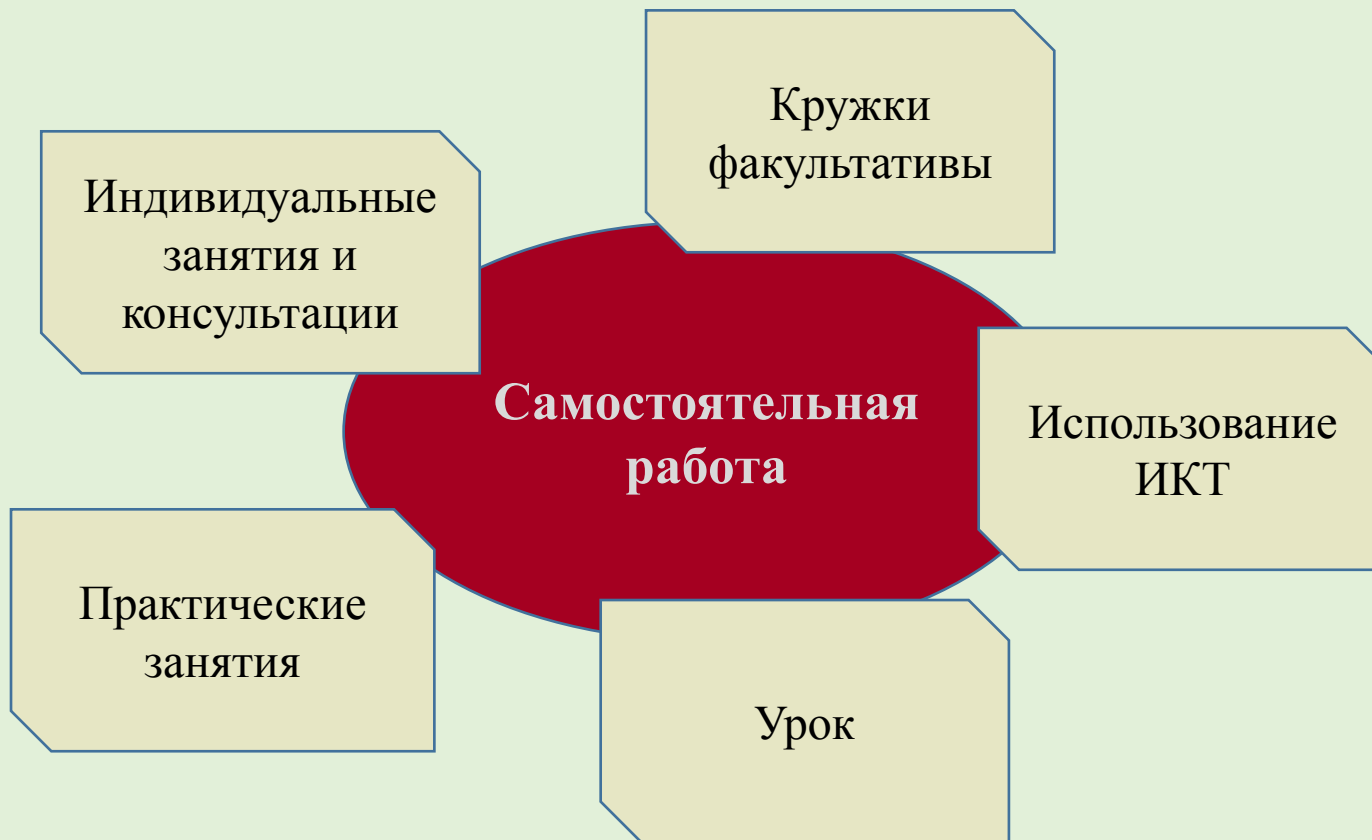 Кружки
факультативы
Индивидуальные
занятия и
консультации
Самостоятельная
работа
Использование
ИКТ
Практические
занятия
Урок